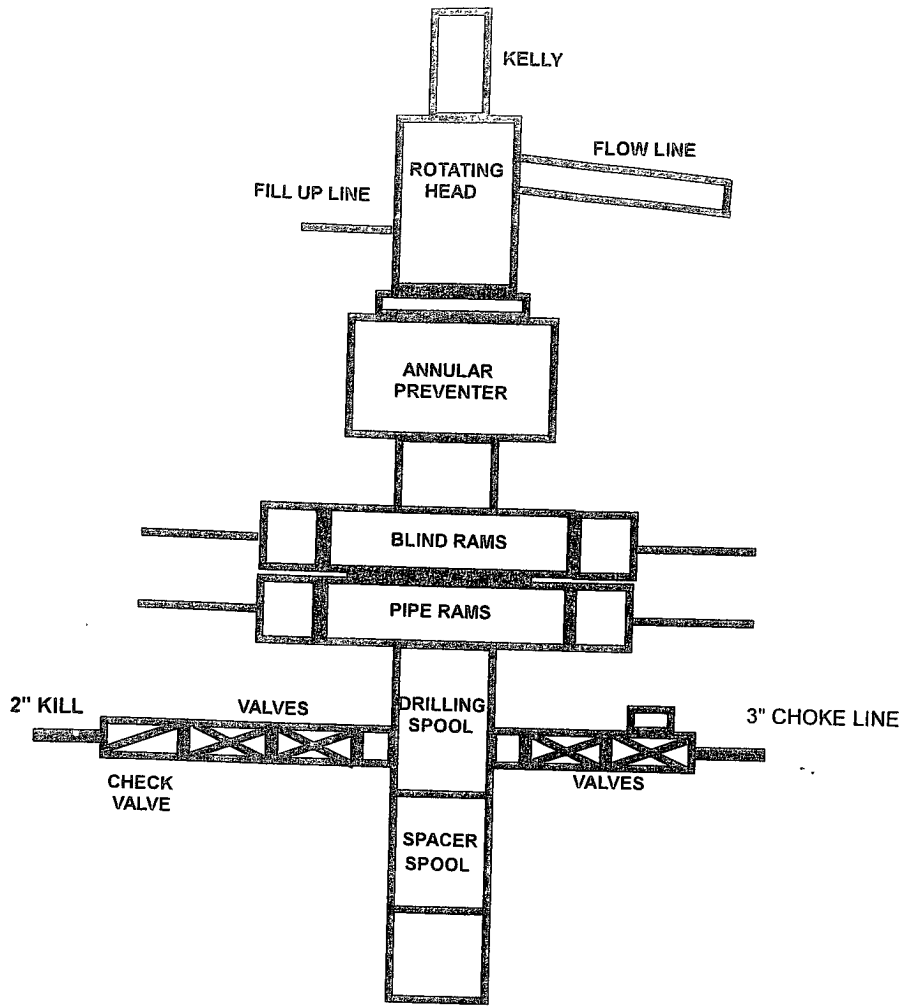 KELLY
FLOW LINE
ROTATING
HEAD
FILL UP LINE
ANNULAR
PREVENTER
BLIND RAMS
PIPE RAMS
2" KILL
VALVES
DRILLING
SPOOL
3" CHOKE LINE
CHECK
VALVE
VALVES
SPACER
SPOOL